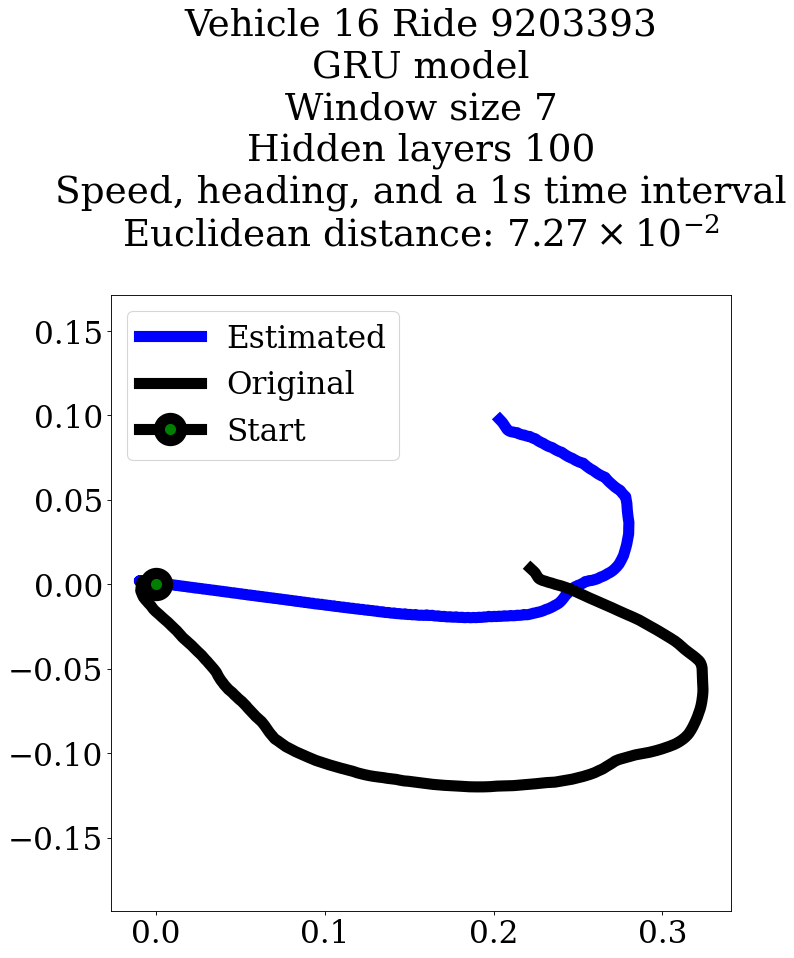 Vehicle 16 Ride 9203393
GRU model
Window size 7
Hidden layers 100
Speed, heading, and a 1s time interval
Euclidean distance: 7.27 × 10⁻²
Estimated
Original
Start
0.15
0.10
0.05
0.00
−0.05
−0.10
−0.15
0.0 0.1 0.2 0.3